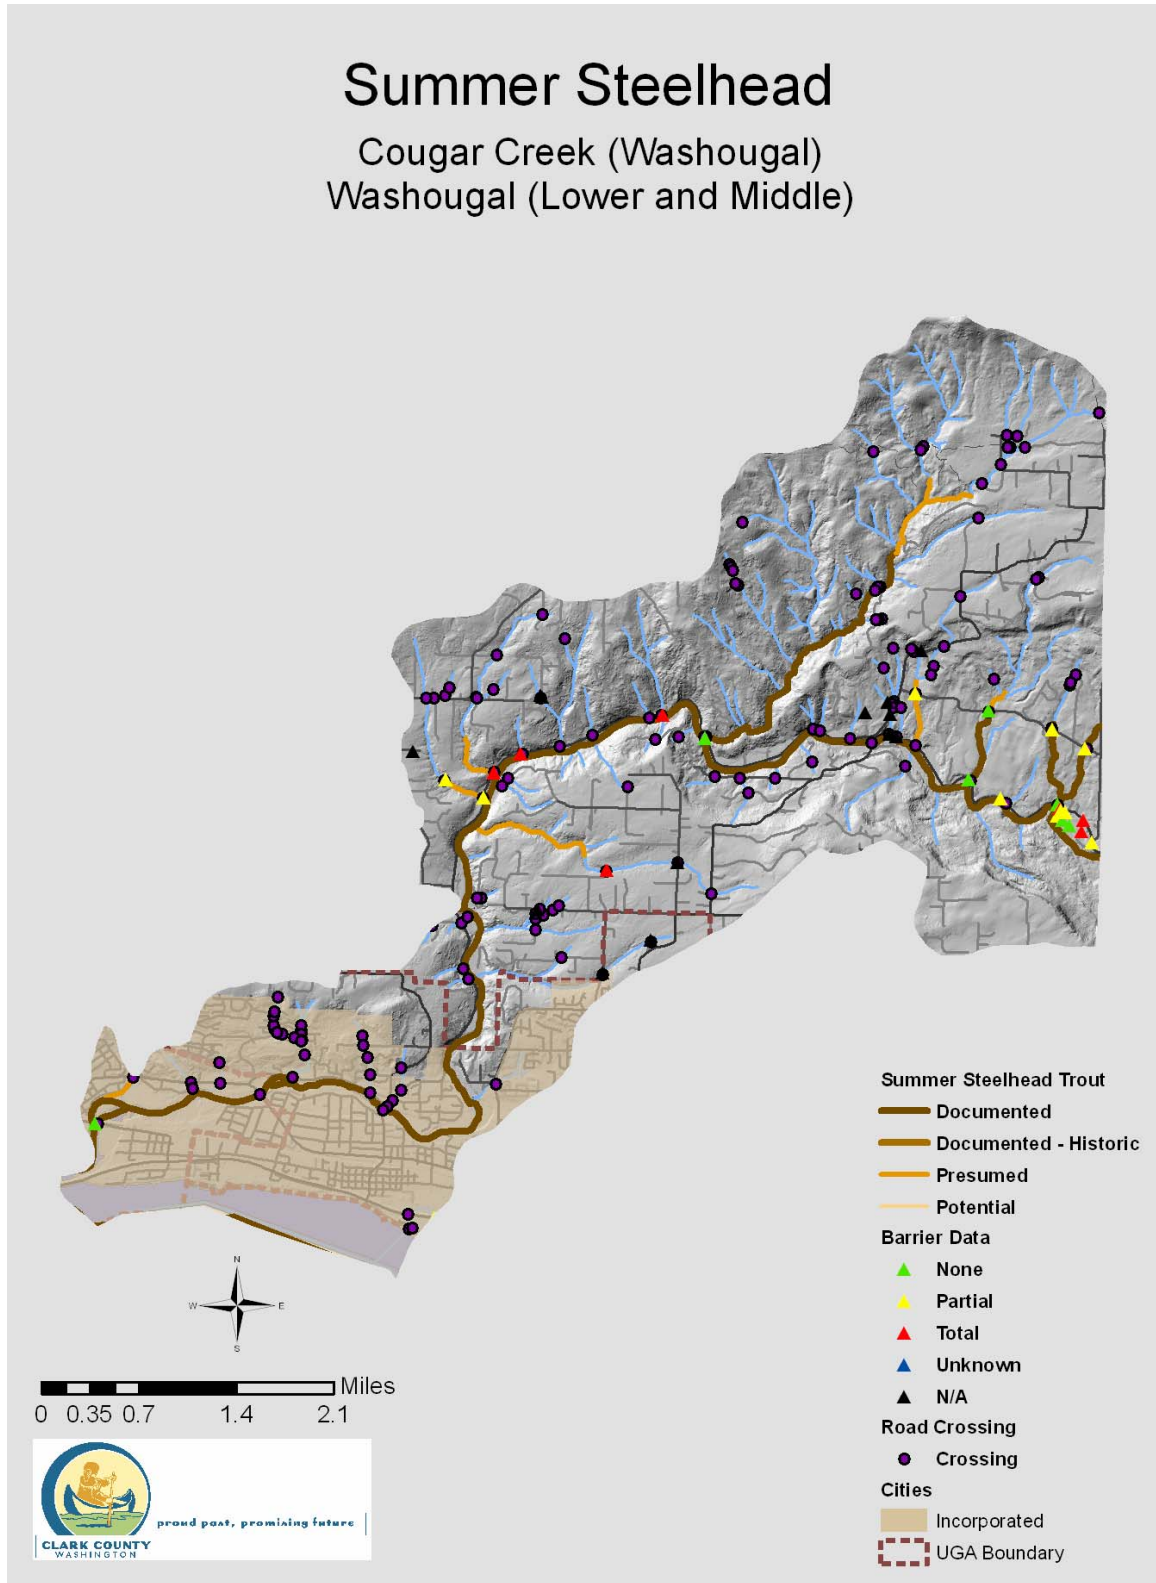 Summer Steelhead
Cougar Creek (Washougal)
Washougal (Lower and Middle)
Summer Steelhead Trout
Documented
Documented - Historic
Presumed
Potential
Barrier Data
None
Partial
Total
Unknown
N/A
Road Crossing
Crossing
Cities
Incorporated
UGA Boundary
N
W E
S
Miles
0 0.35 0.7 1.4 2.1
proud past, promising future
CLARK COUNTY
WASHINGTON